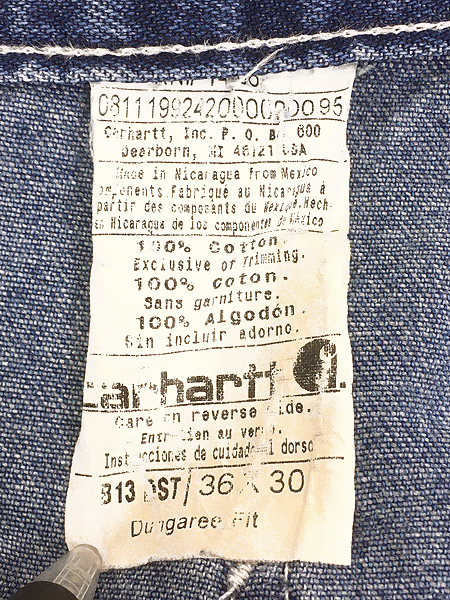 0811199242000000095
Carhartt, Inc. P. O. 600
Dearborn, MI 48121 USA
Made in Nicaragua from Mexico
Fabriqué au Nicaragua à
partir des composants du Mexique. Hech-
en Nicaragua de los componentes de Mexico
100% Cotton.
Exclusive of Trimming.
100% coton.
Sans garniture.
100% Algodón.
Sin incluir adorno.
Carhartt
Care on reverse side.
Entretien au verso.
Instrucciones de cuidado al dorso
B13 DST/ 36 X 30
Dungaree Fit